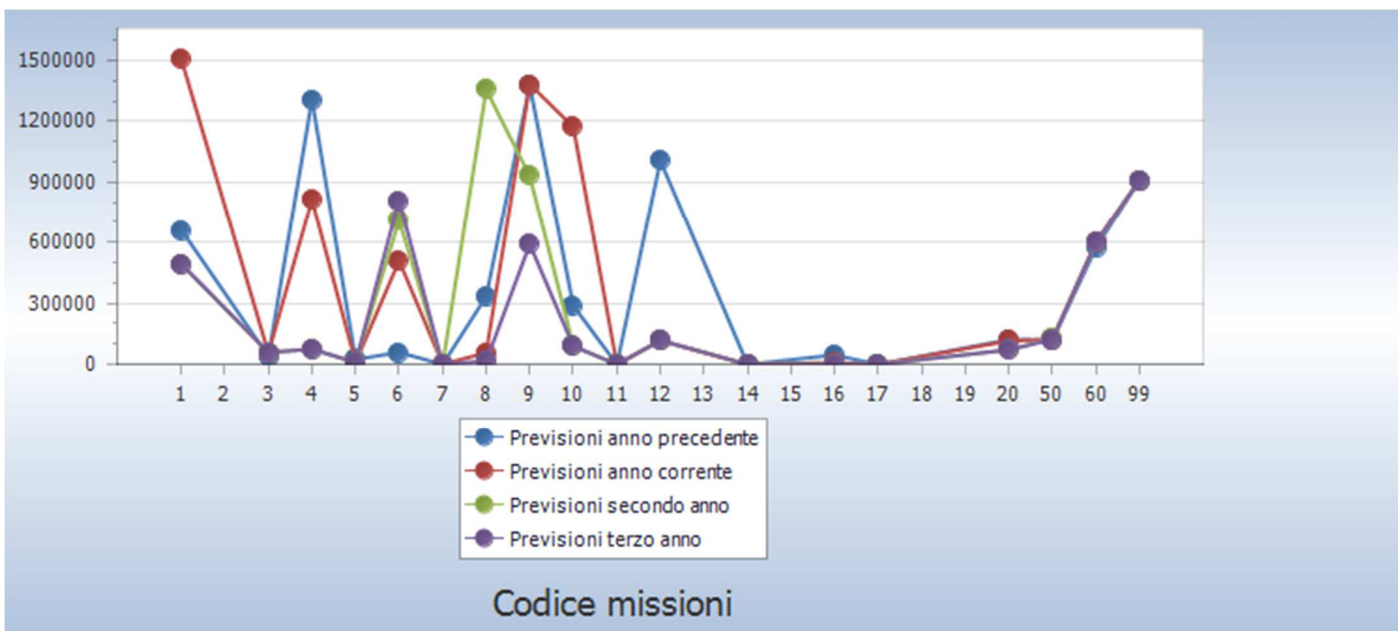 1500000
1200000
900000
600000
300000
0
1 2 3 4 5 6 7 8 9 10 11 12 13 14 15 16 17 18 19 20 50 60 99
Previsioni anno precedente
Previsioni anno corrente
Previsioni secondo anno
Previsioni terzo anno
Codice missioni